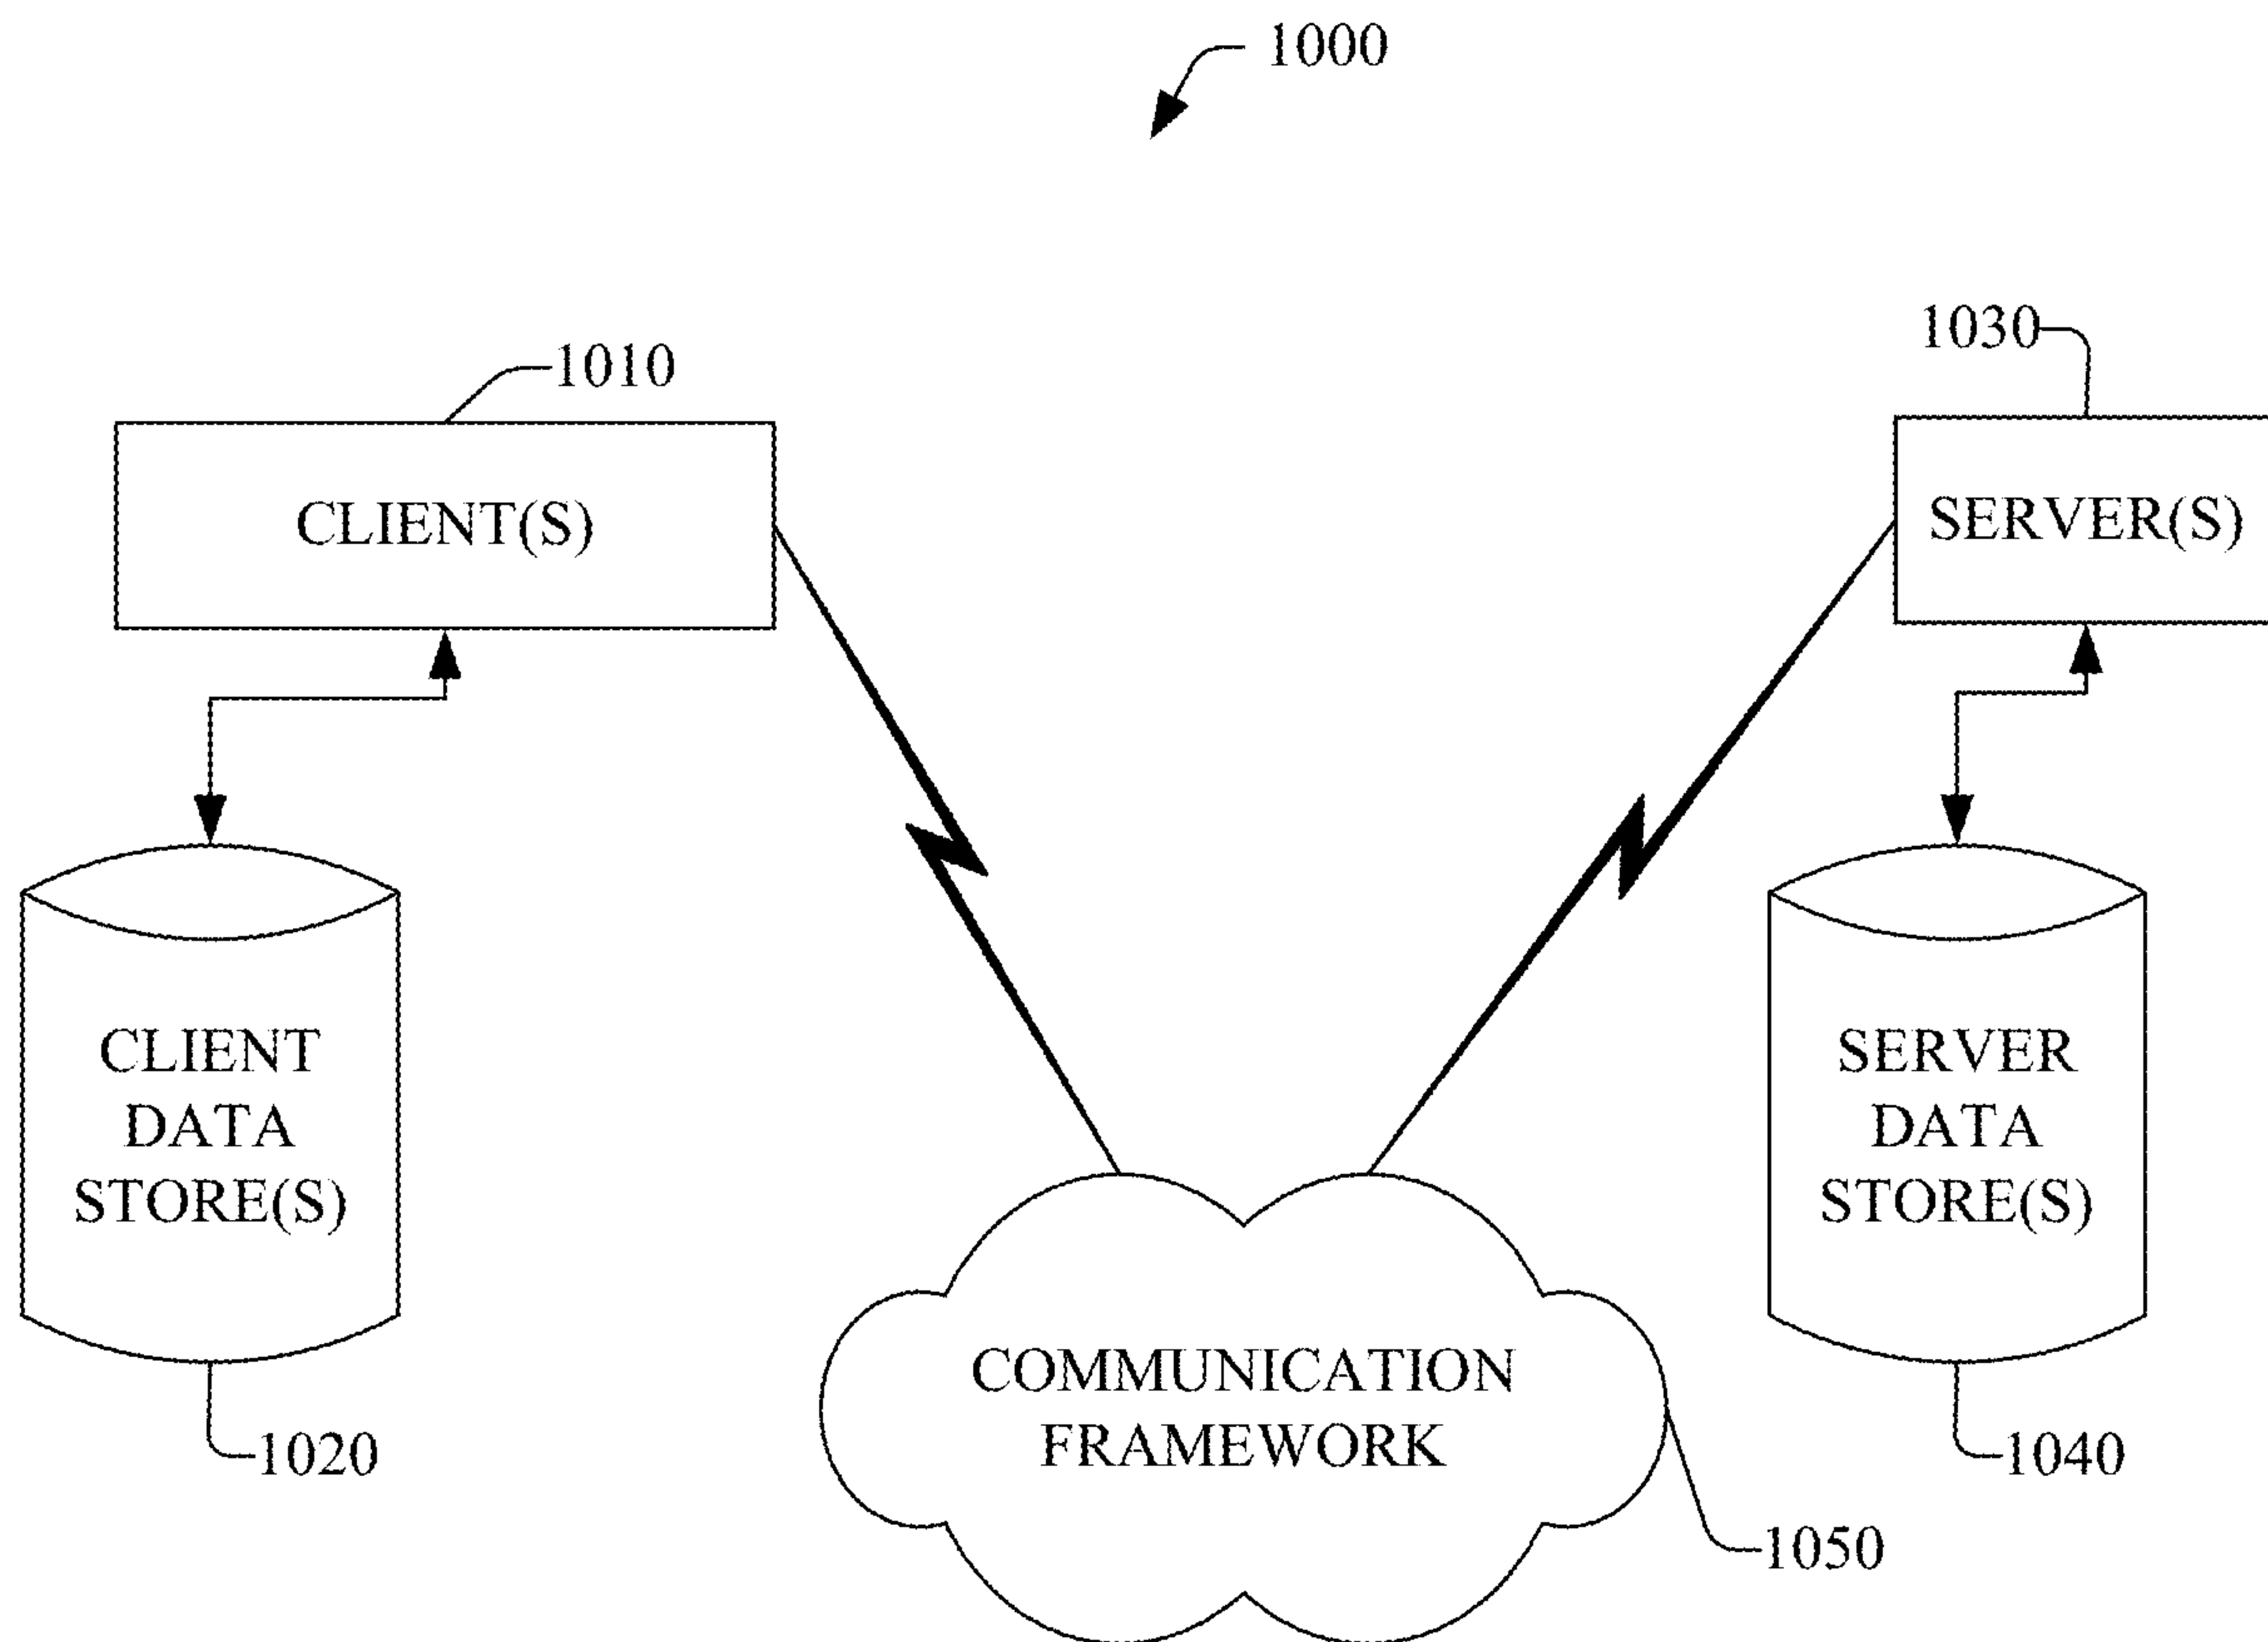 1000
1010
1030
CLIENT(S)
SERVER(S)
CLIENT
DATA
STORE(S)
SERVER
DATA
STORE(S)
COMMUNICATION
FRAMEWORK
1020
1040
1050